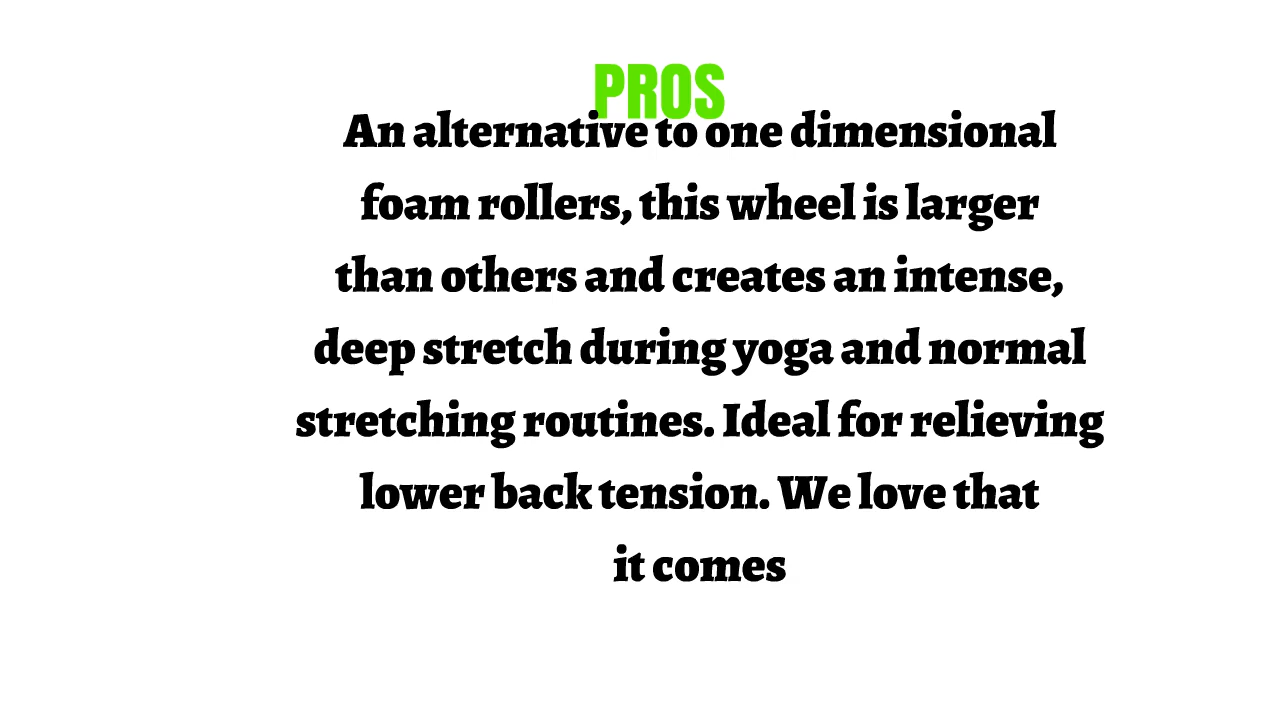 PROS
An alternative to one dimensional
foam rollers, this wheel is larger
than others and creates an intense,
deep stretch during yoga and normal
stretching routines. Ideal for relieving
lower back tension. We love that
it comes